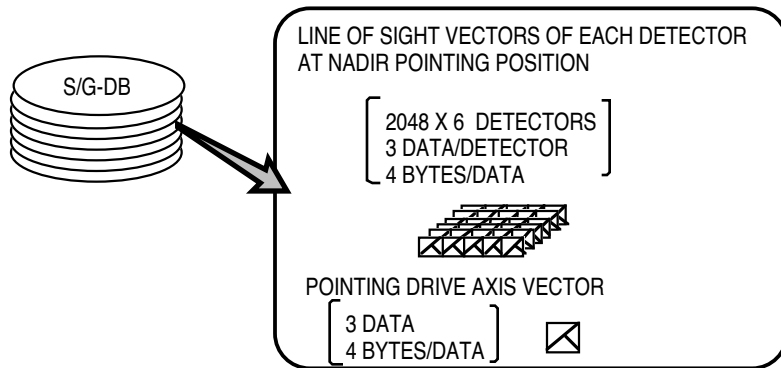 S/G-DB
LINE OF SIGHT VECTORS OF EACH DETECTOR
AT NADIR POINTING POSITION
2048 X 6 DETECTORS
3 DATA/DETECTOR
4 BYTES/DATA
POINTING DRIVE AXIS VECTOR
3 DATA
4 BYTES/DATA